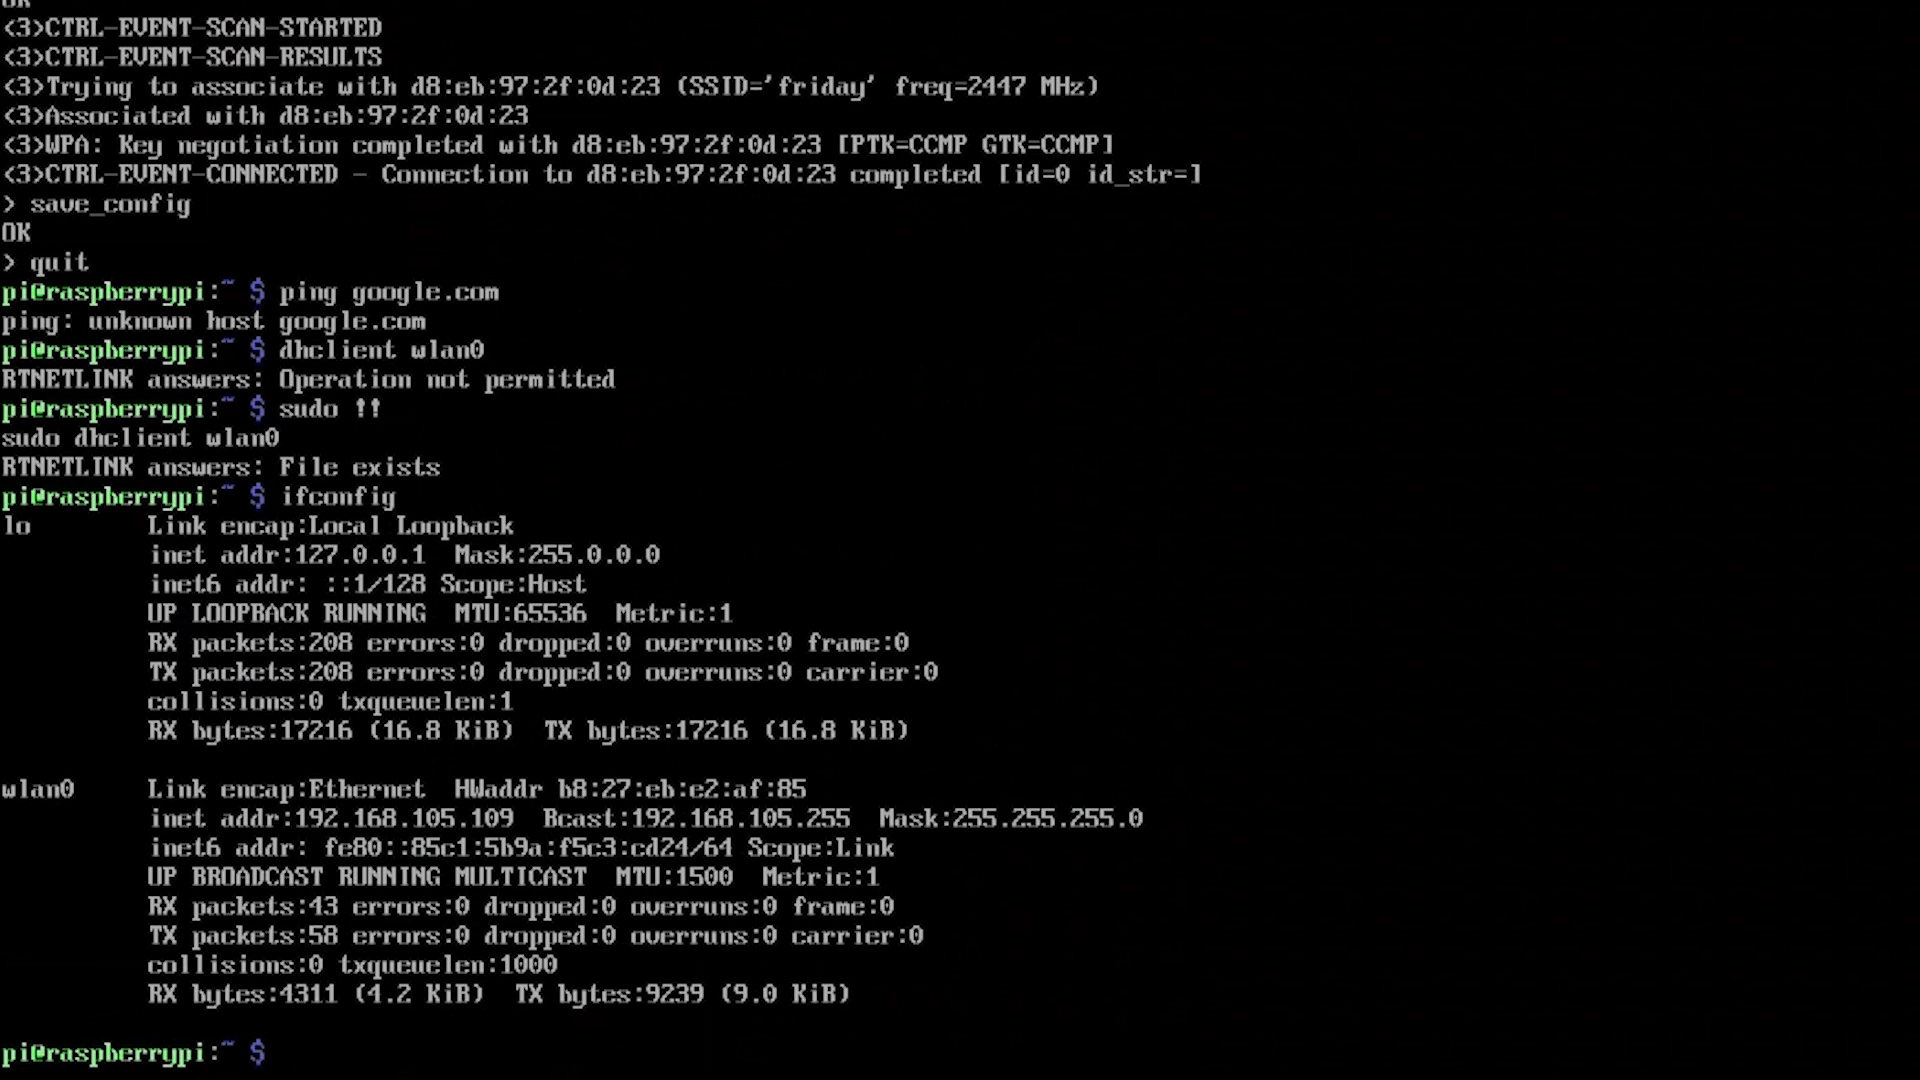 OK
<3>CTRL-EVENT-SCAN-STARTED
<3>CTRL-EVENT-SCAN-RESULTS
<3>Trying to associate with d8:eb:97:2f:0d:23 (SSID='friday' freq=2447 MHz)
<3>Associated with d8:eb:97:2f:0d:23
<3>WPA: Key negotiation completed with d8:eb:97:2f:0d:23 [PTK=CCMP GTK=CCMP]
<3>CTRL-EVENT-CONNECTED - Connection to d8:eb:97:2f:0d:23 completed [id=0 id_str=]
> save_config
OK
> quit
pi@raspberrypi:~ $ ping google.com
ping: unknown host google.com
pi@raspberrypi:~ $ dhclient wlan0
RTNETLINK answers: Operation not permitted
pi@raspberrypi:~ $ sudo !!
sudo dhclient wlan0
RTNETLINK answers: File exists
pi@raspberrypi:~ $ ifconfig
lo        Link encap:Local Loopback
          inet addr:127.0.0.1  Mask:255.0.0.0
          inet6 addr: ::1/128 Scope:Host
          UP LOOPBACK RUNNING  MTU:65536  Metric:1
          RX packets:208 errors:0 dropped:0 overruns:0 frame:0
          TX packets:208 errors:0 dropped:0 overruns:0 carrier:0
          collisions:0 txqueuelen:1
          RX bytes:17216 (16.8 KiB)  TX bytes:17216 (16.8 KiB)
wlan0     Link encap:Ethernet  HWaddr b8:27:eb:e2:af:85
          inet addr:192.168.105.109  Bcast:192.168.105.255  Mask:255.255.255.0
          inet6 addr: fe80::85c1:5b9a:f5c3:cd24/64 Scope:Link
          UP BROADCAST RUNNING MULTICAST  MTU:1500  Metric:1
          RX packets:43 errors:0 dropped:0 overruns:0 frame:0
          TX packets:58 errors:0 dropped:0 overruns:0 carrier:0
          collisions:0 txqueuelen:1000
          RX bytes:4311 (4.2 KiB)  TX bytes:9239 (9.0 KiB)
pi@raspberrypi:~ $